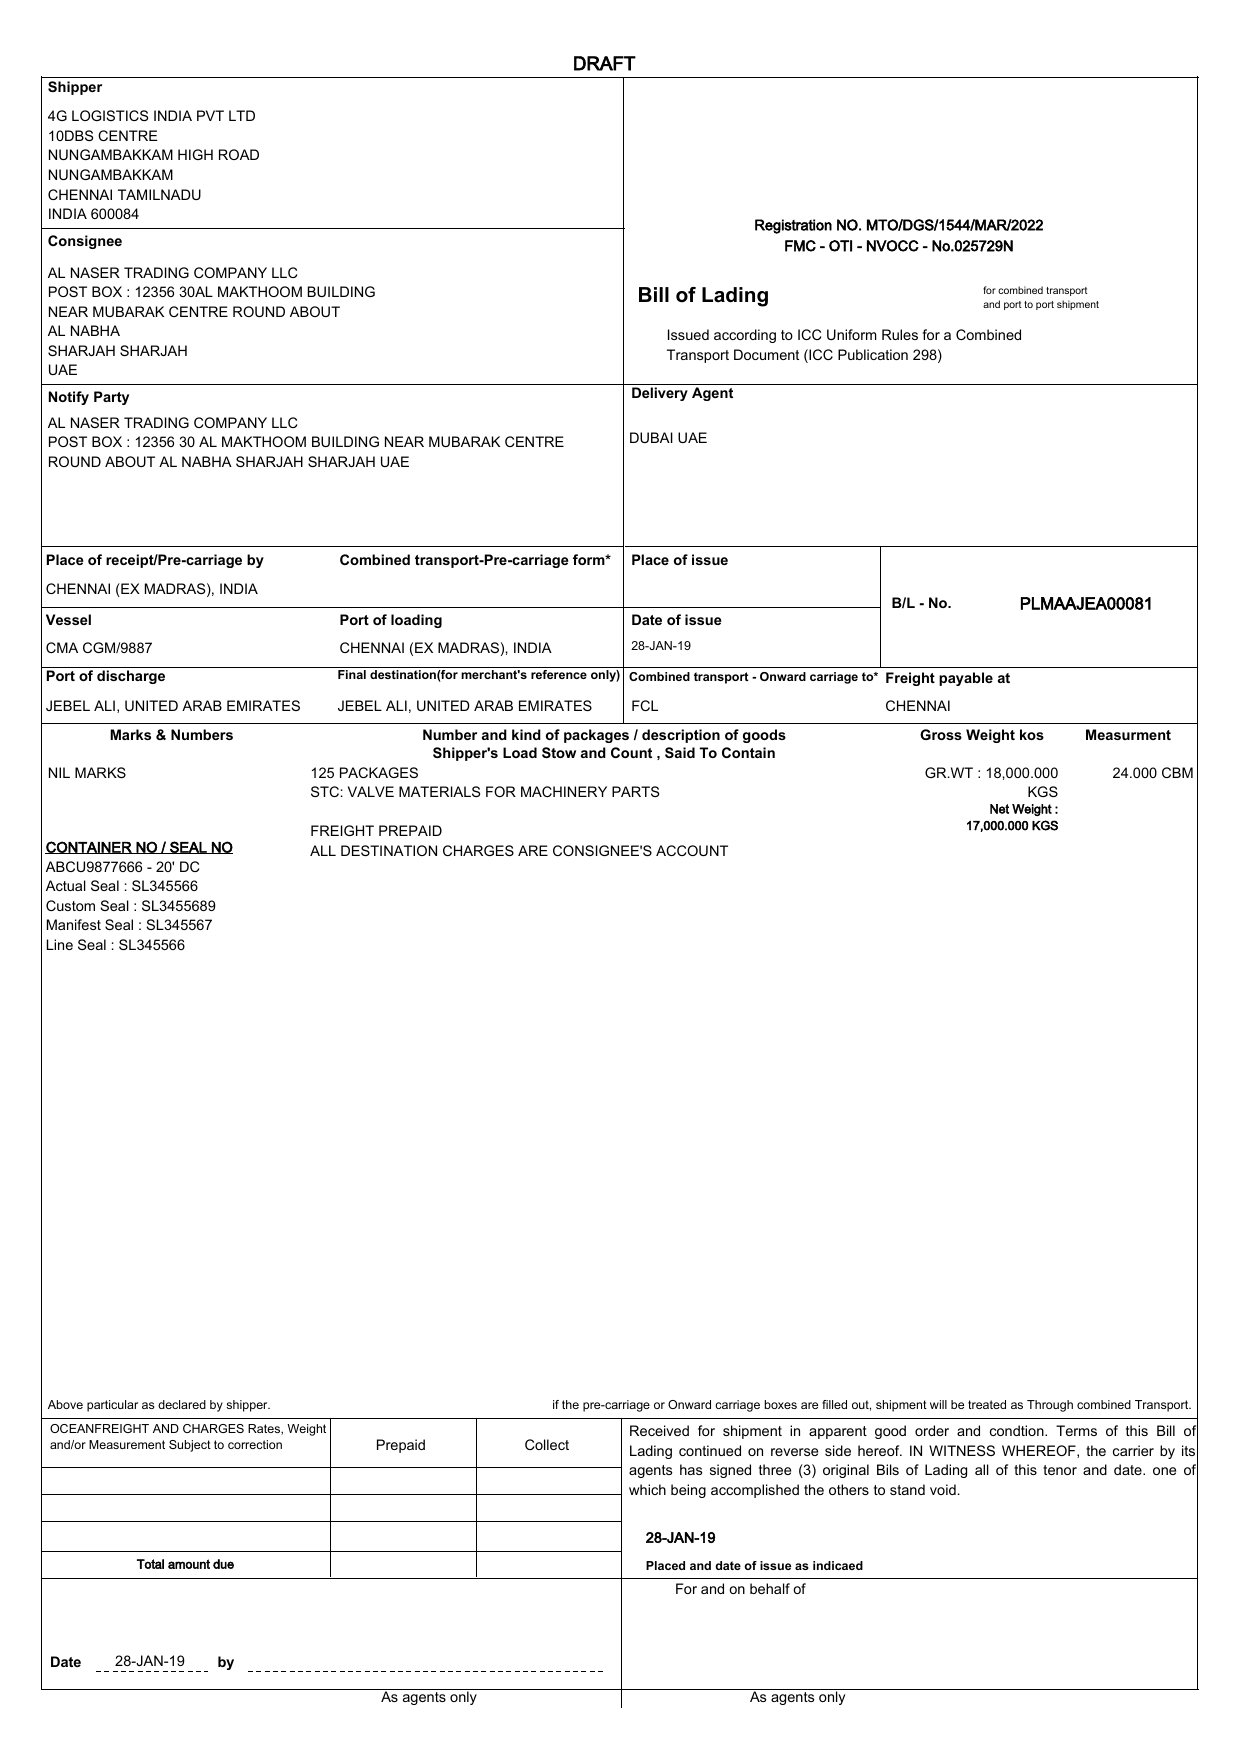 DRAFT
Shipper
4G LOGISTICS INDIA PVT LTD
10DBS CENTRE
NUNGAMBAKKAM HIGH ROAD
NUNGAMBAKKAM
CHENNAI TAMILNADU
INDIA 600084
Registration NO. MTO/DGS/1544/MAR/2022
FMC - OTI - NVOCC - No.025729N
Consignee
AL NASER TRADING COMPANY LLC
POST BOX : 12356 30AL MAKTHOOM BUILDING
NEAR MUBARAK CENTRE ROUND ABOUT
AL NABHA
SHARJAH SHARJAH
UAE
Bill of Lading
for combined transport
and port to port shipment
Issued according to ICC Uniform Rules for a Combined
Transport Document (ICC Publication 298)
Notify Party
AL NASER TRADING COMPANY LLC
POST BOX : 12356 30 AL MAKTHOOM BUILDING NEAR MUBARAK CENTRE
ROUND ABOUT AL NABHA SHARJAH SHARJAH UAE
Delivery Agent
DUBAI UAE
Place of receipt/Pre-carriage by
CHENNAI (EX MADRAS), INDIA
Combined transport-Pre-carriage form*
Place of issue
B/L - No. PLMAAJEA00081
Vessel
CMA CGM/9887
Port of loading
CHENNAI (EX MADRAS), INDIA
Date of issue
28-JAN-19
Port of discharge
JEBEL ALI, UNITED ARAB EMIRATES
Final destination(for merchant's reference only)
JEBEL ALI, UNITED ARAB EMIRATES
Combined transport - Onward carriage to*
FCL
Freight payable at
CHENNAI
Marks & Numbers
Number and kind of packages / description of goods
Shipper's Load Stow and Count , Said To Contain
Gross Weight kos
Measurment
NIL MARKS
125 PACKAGES
STC: VALVE MATERIALS FOR MACHINERY PARTS
FREIGHT PREPAID
ALL DESTINATION CHARGES ARE CONSIGNEE'S ACCOUNT
GR.WT : 18,000.000
KGS
Net Weight :
17,000.000 KGS
24.000 CBM
CONTAINER NO / SEAL NO
ABCU9877666 - 20' DC
Actual Seal : SL345566
Custom Seal : SL3455689
Manifest Seal : SL345567
Line Seal : SL345566
Above particular as declared by shipper.
if the pre-carriage or Onward carriage boxes are filled out, shipment will be treated as Through combined Transport.
OCEANFREIGHT AND CHARGES Rates, Weight
and/or Measurement Subject to correction
Prepaid
Collect
Total amount due
Received for shipment in apparent good order and condtion. Terms of this Bill of
Lading continued on reverse side hereof. IN WITNESS WHEREOF, the carrier by its
agents has signed three (3) original Bils of Lading all of this tenor and date. one of
which being accomplished the others to stand void.
28-JAN-19
Placed and date of issue as indicaed
For and on behalf of
Date 28-JAN-19 by
As agents only
As agents only